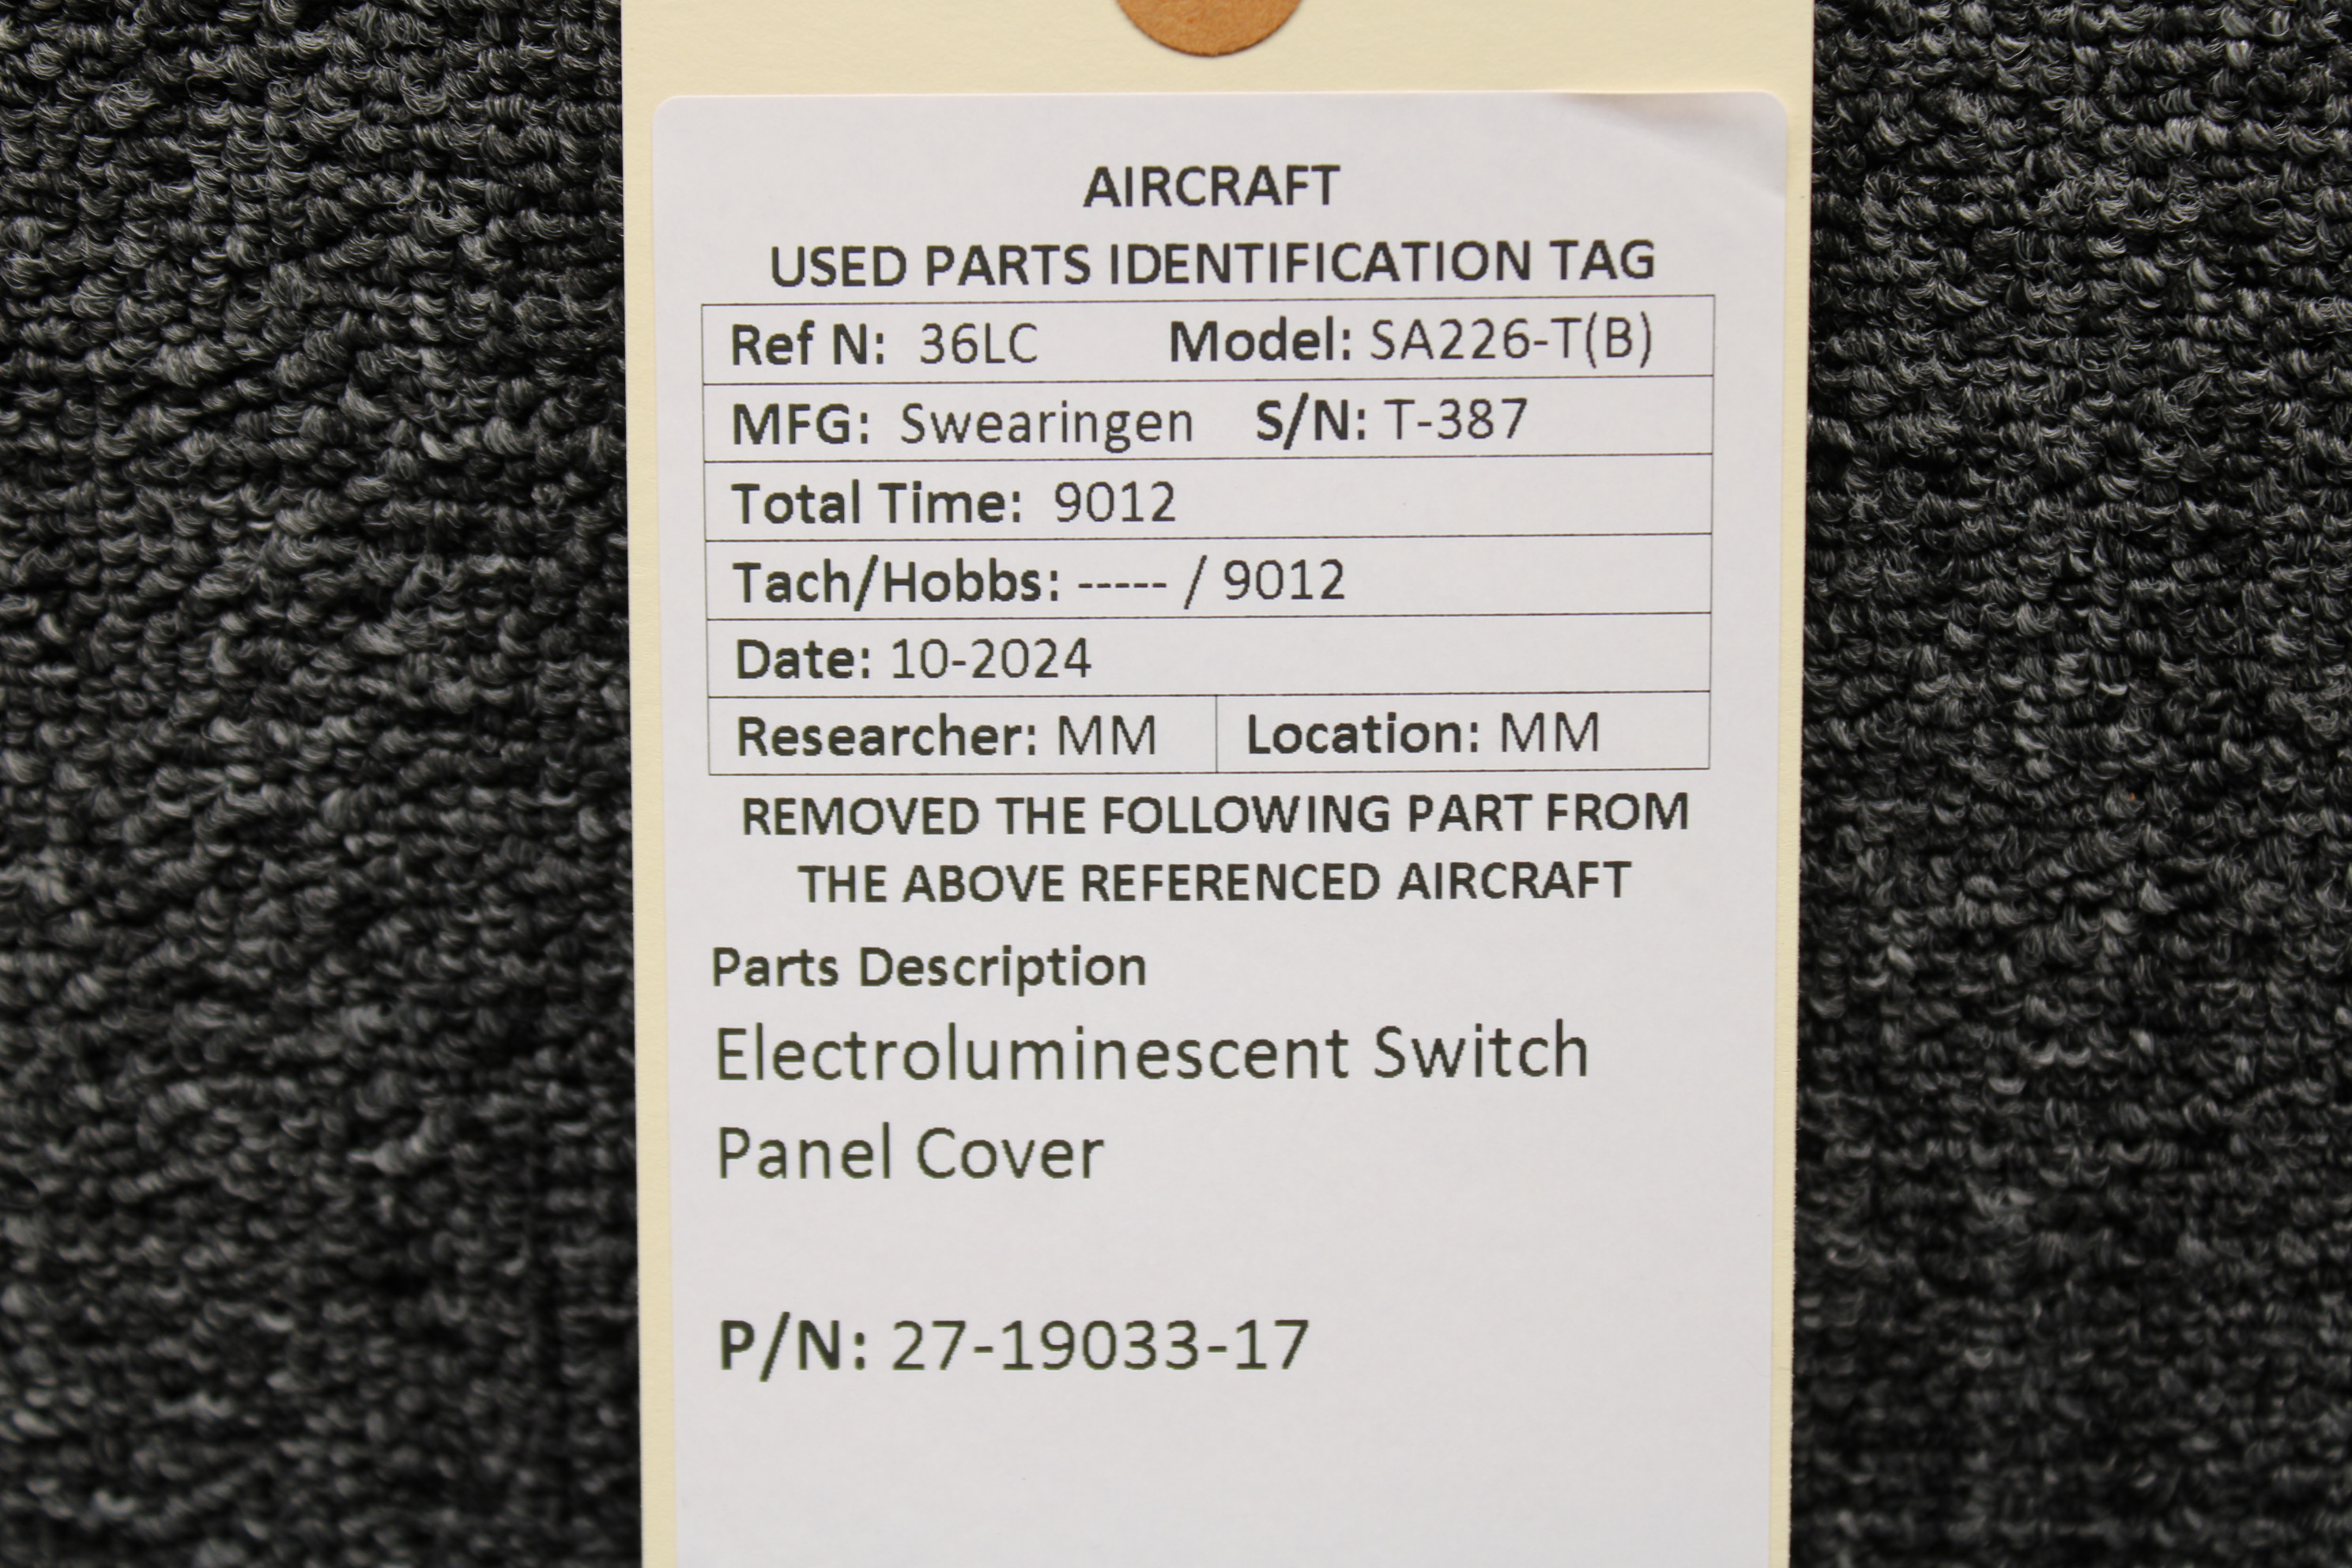 AIRCRAFT
USED PARTS IDENTIFICATION TAG
Ref N: 36LC Model: SA226-T(B)
MFG: Swearingen S/N: T-387
Total Time: 9012
Tach/Hobbs: ----- / 9012
Date: 10-2024
Researcher: MM Location: MM
REMOVED THE FOLLOWING PART FROM
THE ABOVE REFERENCED AIRCRAFT
Parts Description
Electroluminescent Switch
Panel Cover
P/N: 27-19033-17